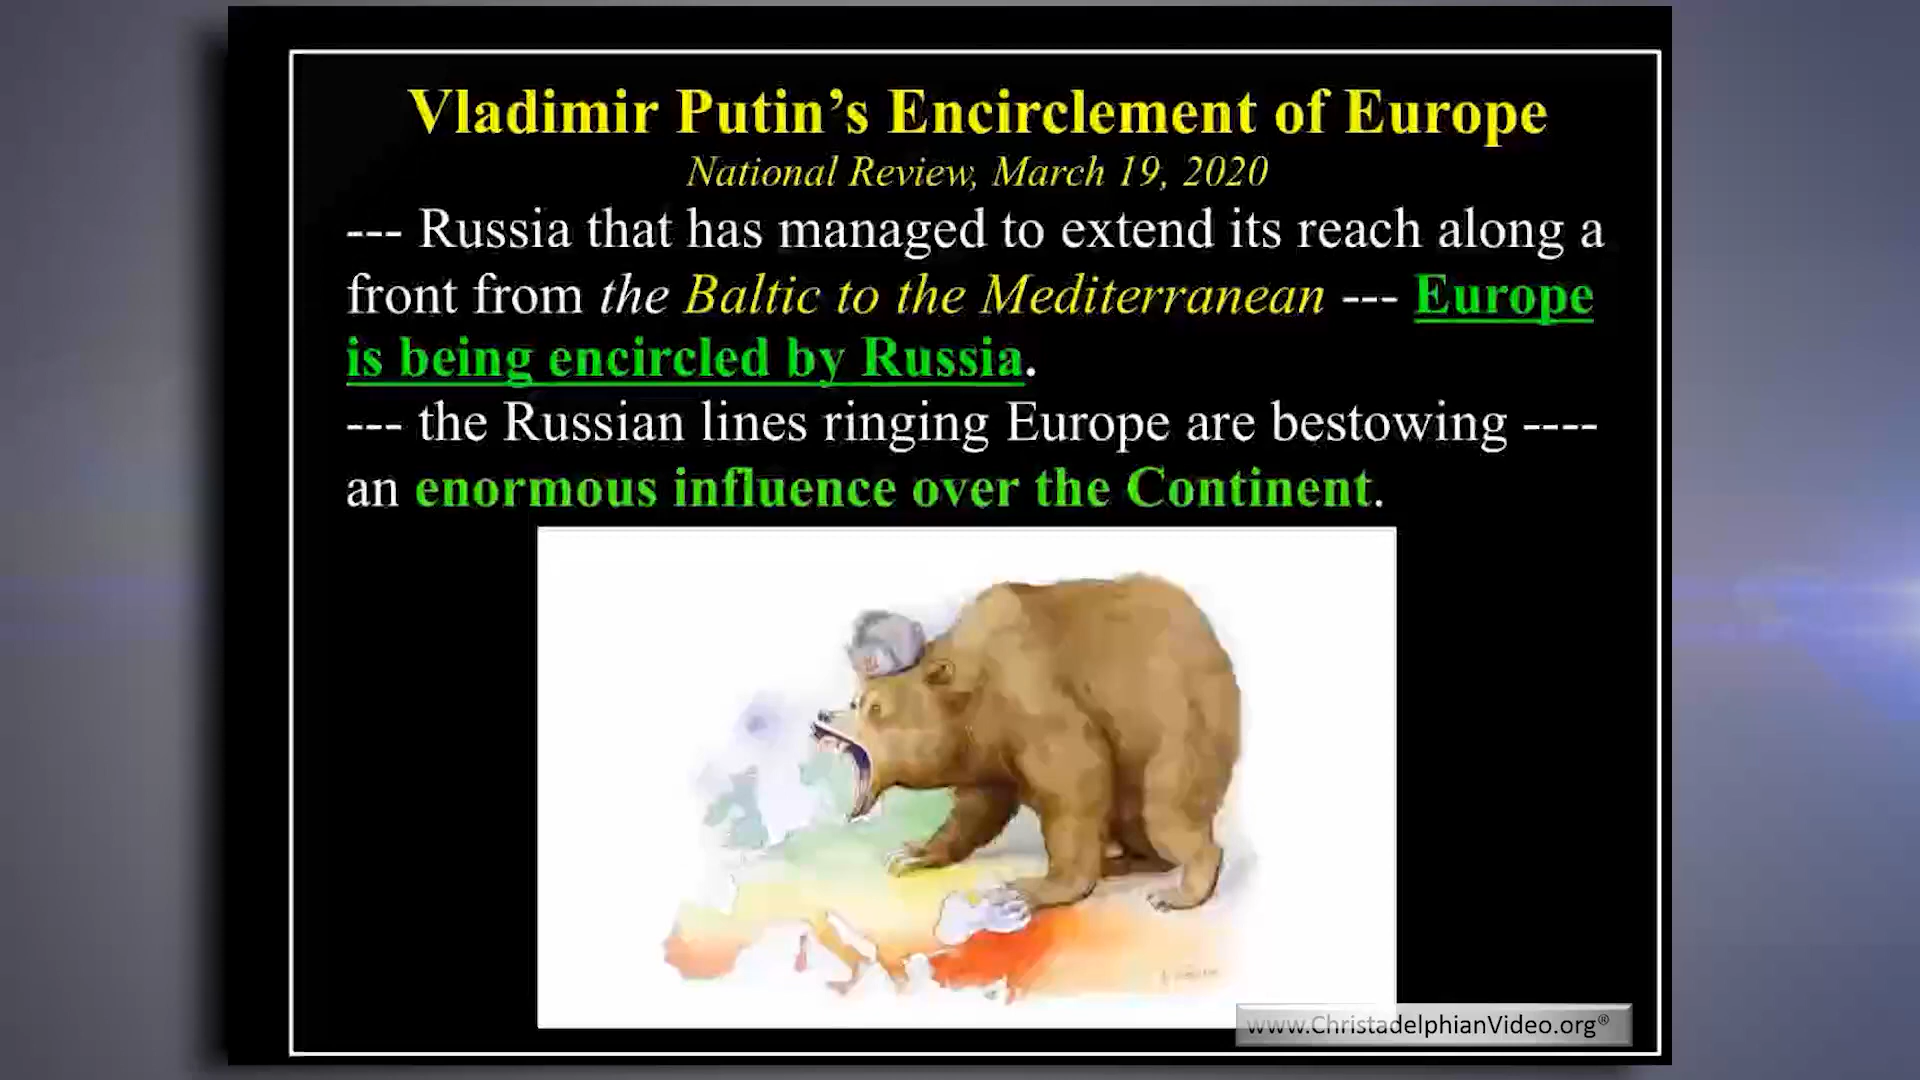 Vladimir Putin’s Encirclement of Europe
National Review, March 19, 2020
--- Russia that has managed to extend its reach along a
front from the Baltic to the Mediterranean --- Europe
is being encircled by Russia.
--- the Russian lines ringing Europe are bestowing ----
an enormous influence over the Continent.
www.ChristadelphianVideo.org®